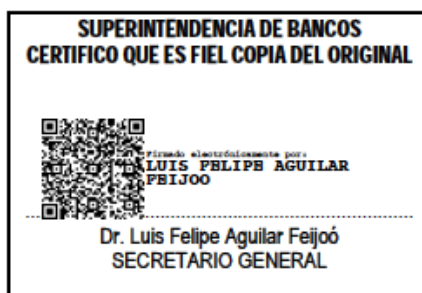 SUPERINTENDENCIA DE BANCOS
CERTIFICO QUE ES FIEL COPIA DEL ORIGINAL
Firmado electrónicamente por:
LUIS FELIPE AGUILAR
FEIJOO
Dr. Luis Felipe Aguilar Feijoó
SECRETARIO GENERAL